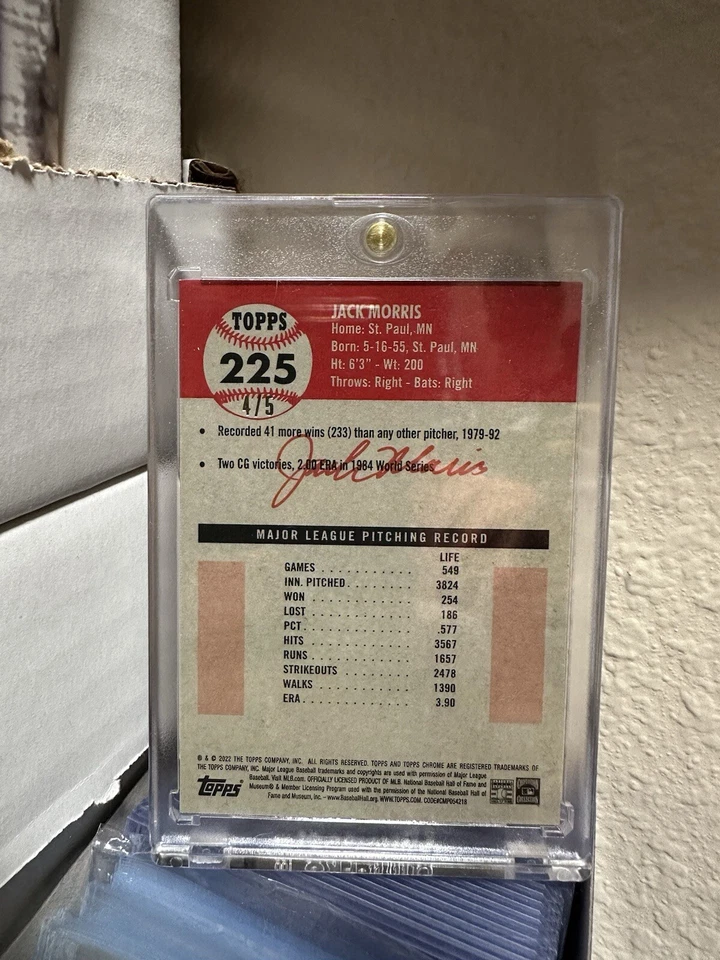 TOPPS
225
4/5
JACK MORRIS
Home: St. Paul, MN
Born: 5-16-55, St. Paul, MN
Ht: 6'3" - Wt: 200
Throws: Right - Bats: Right
• Recorded 41 more wins (233) than any other pitcher, 1979-92
• Two CG victories, 2.00 ERA in 1984 World Series
Jack Morris
MAJOR LEAGUE PITCHING RECORD
LIFE
GAMES . . . . . . . . . . . 549
INN. PITCHED . . . . . . . . 3824
WON . . . . . . . . . . . . 254
LOST . . . . . . . . . . . . 186
PCT. . . . . . . . . . . . . .577
HITS . . . . . . . . . . . . 3567
RUNS . . . . . . . . . . . . 1657
STRIKEOUTS . . . . . . . . 2478
WALKS . . . . . . . . . . . 1390
ERA . . . . . . . . . . . . . 3.90
® & © 2022 THE TOPPS COMPANY, INC. ALL RIGHTS RESERVED. TOPPS AND TOPPS CHROME ARE REGISTERED TRADEMARKS OF
THE TOPPS COMPANY, INC. Major League Baseball trademarks and copyrights are used with permission of Major League
Baseball. Visit MLB.com. OFFICIALLY LICENSED PRODUCT OF MLB. National Baseball Hall of
Museum® & Member Licensing Program used with the permission of the National Baseball Hall of
Fame and Museum, Inc. – www.BaseballHall.org. WWW.TOPPS.COM. CODE#CMP054218
topps